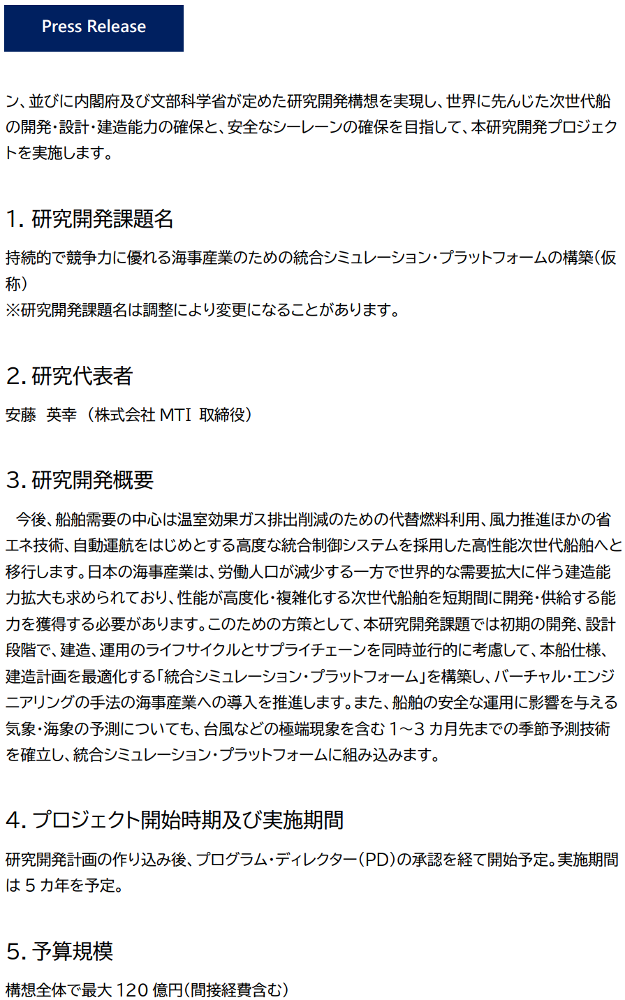 Press Release
ン、並びに内閣府及び文部科学省が定めた研究開発構想を実現し、世界に先んじた次世代船
の開発・設計・建造能力の確保と、安全なシーレーンの確保を目指して、本研究開発プロジェク
トを実施します。
1. 研究開発課題名
持続的で競争力に優れる海事産業のための統合シミュレーション・プラットフォームの構築（仮
称）
※研究開発課題名は調整により変更になることがあります。
2. 研究代表者
安藤　英幸　（株式会社 MTI 取締役）
3. 研究開発概要
　今後、船舶需要の中心は温室効果ガス排出削減のための代替燃料利用、風力推進ほかの省
エネ技術、自動運航をはじめとする高度な統合制御システムを採用した高性能次世代船舶へと
移行します。日本の海事産業は、労働人口が減少する一方で世界的な需要拡大に伴う建造能
力拡大も求められており、性能が高度化・複雑化する次世代船舶を短期間に開発・供給する能
力を獲得する必要があります。このための方策として、本研究開発課題では初期の開発、設計
段階で、建造、運用のライフサイクルとサプライチェーンを同時並行的に考慮して、本船仕様、
建造計画を最適化する「統合シミュレーション・プラットフォーム」を構築し、バーチャル・エンジ
ニアリングの手法の海事産業への導入を推進します。また、船舶の安全な運用に影響を与える
気象・海象の予測についても、台風などの極端現象を含む 1～3 カ月先までの季節予測技術
を確立し、統合シミュレーション・プラットフォームに組み込みます。
4. プロジェクト開始時期及び実施期間
研究開発計画の作り込み後、プログラム・ディレクター（PD）の承認を経て開始予定。実施期間
は 5 カ年を予定。
5. 予算規模
構想全体で最大 120 億円（間接経費含む）